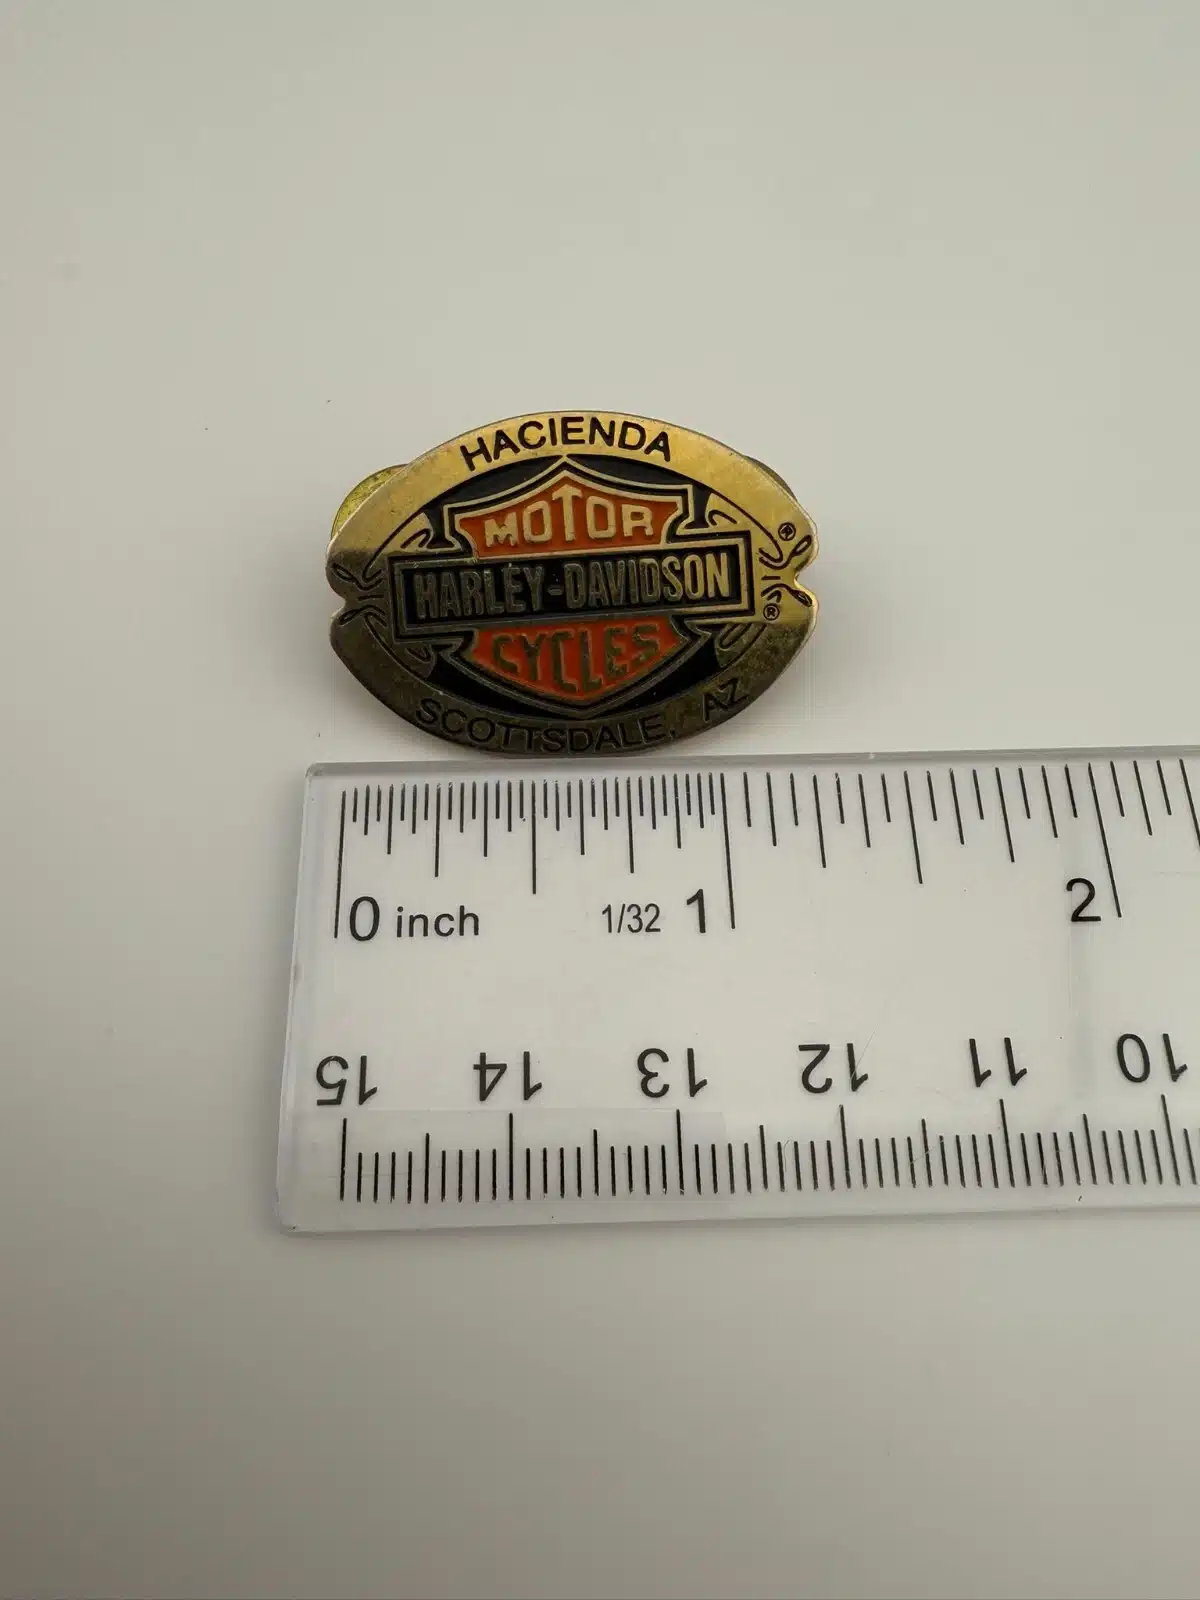 HACIENDA
MOTOR
®
HARLEY-DAVIDSON
®
CYCLES
SCOTTSDALE, AZ
0 inch 1/32 1 2
15 14 13 12 11 10